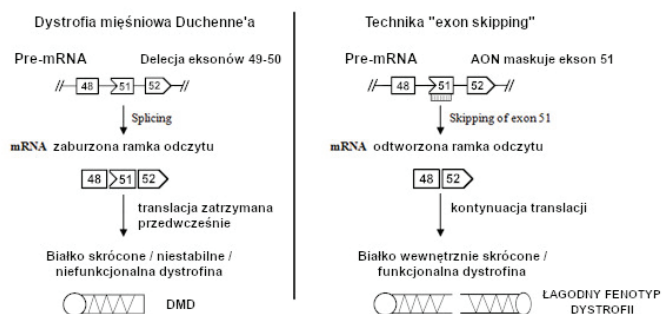 Dystrofia mięśniowa Duchenne'a
Pre-mRNA
Delecja eksonów 49-50
48 51 52
Splicing
mRNA zaburzona ramka odczytu
48 51 52
translacja zatrzymana
przedwcześnie
Białko skrócone / niestabilne /
niefunkcjonalna dystrofina
DMD
Technika "exon skipping"
Pre-mRNA
AON maskuje ekson 51
48 51 52
Skipping of exon 51
mRNA odtworzona ramka odczytu
48 52
kontynuacja translacji
Białko wewnętrznie skrócone /
funkcjonalna dystrofina
ŁAGODNY FENOTYP
DYSTROFII